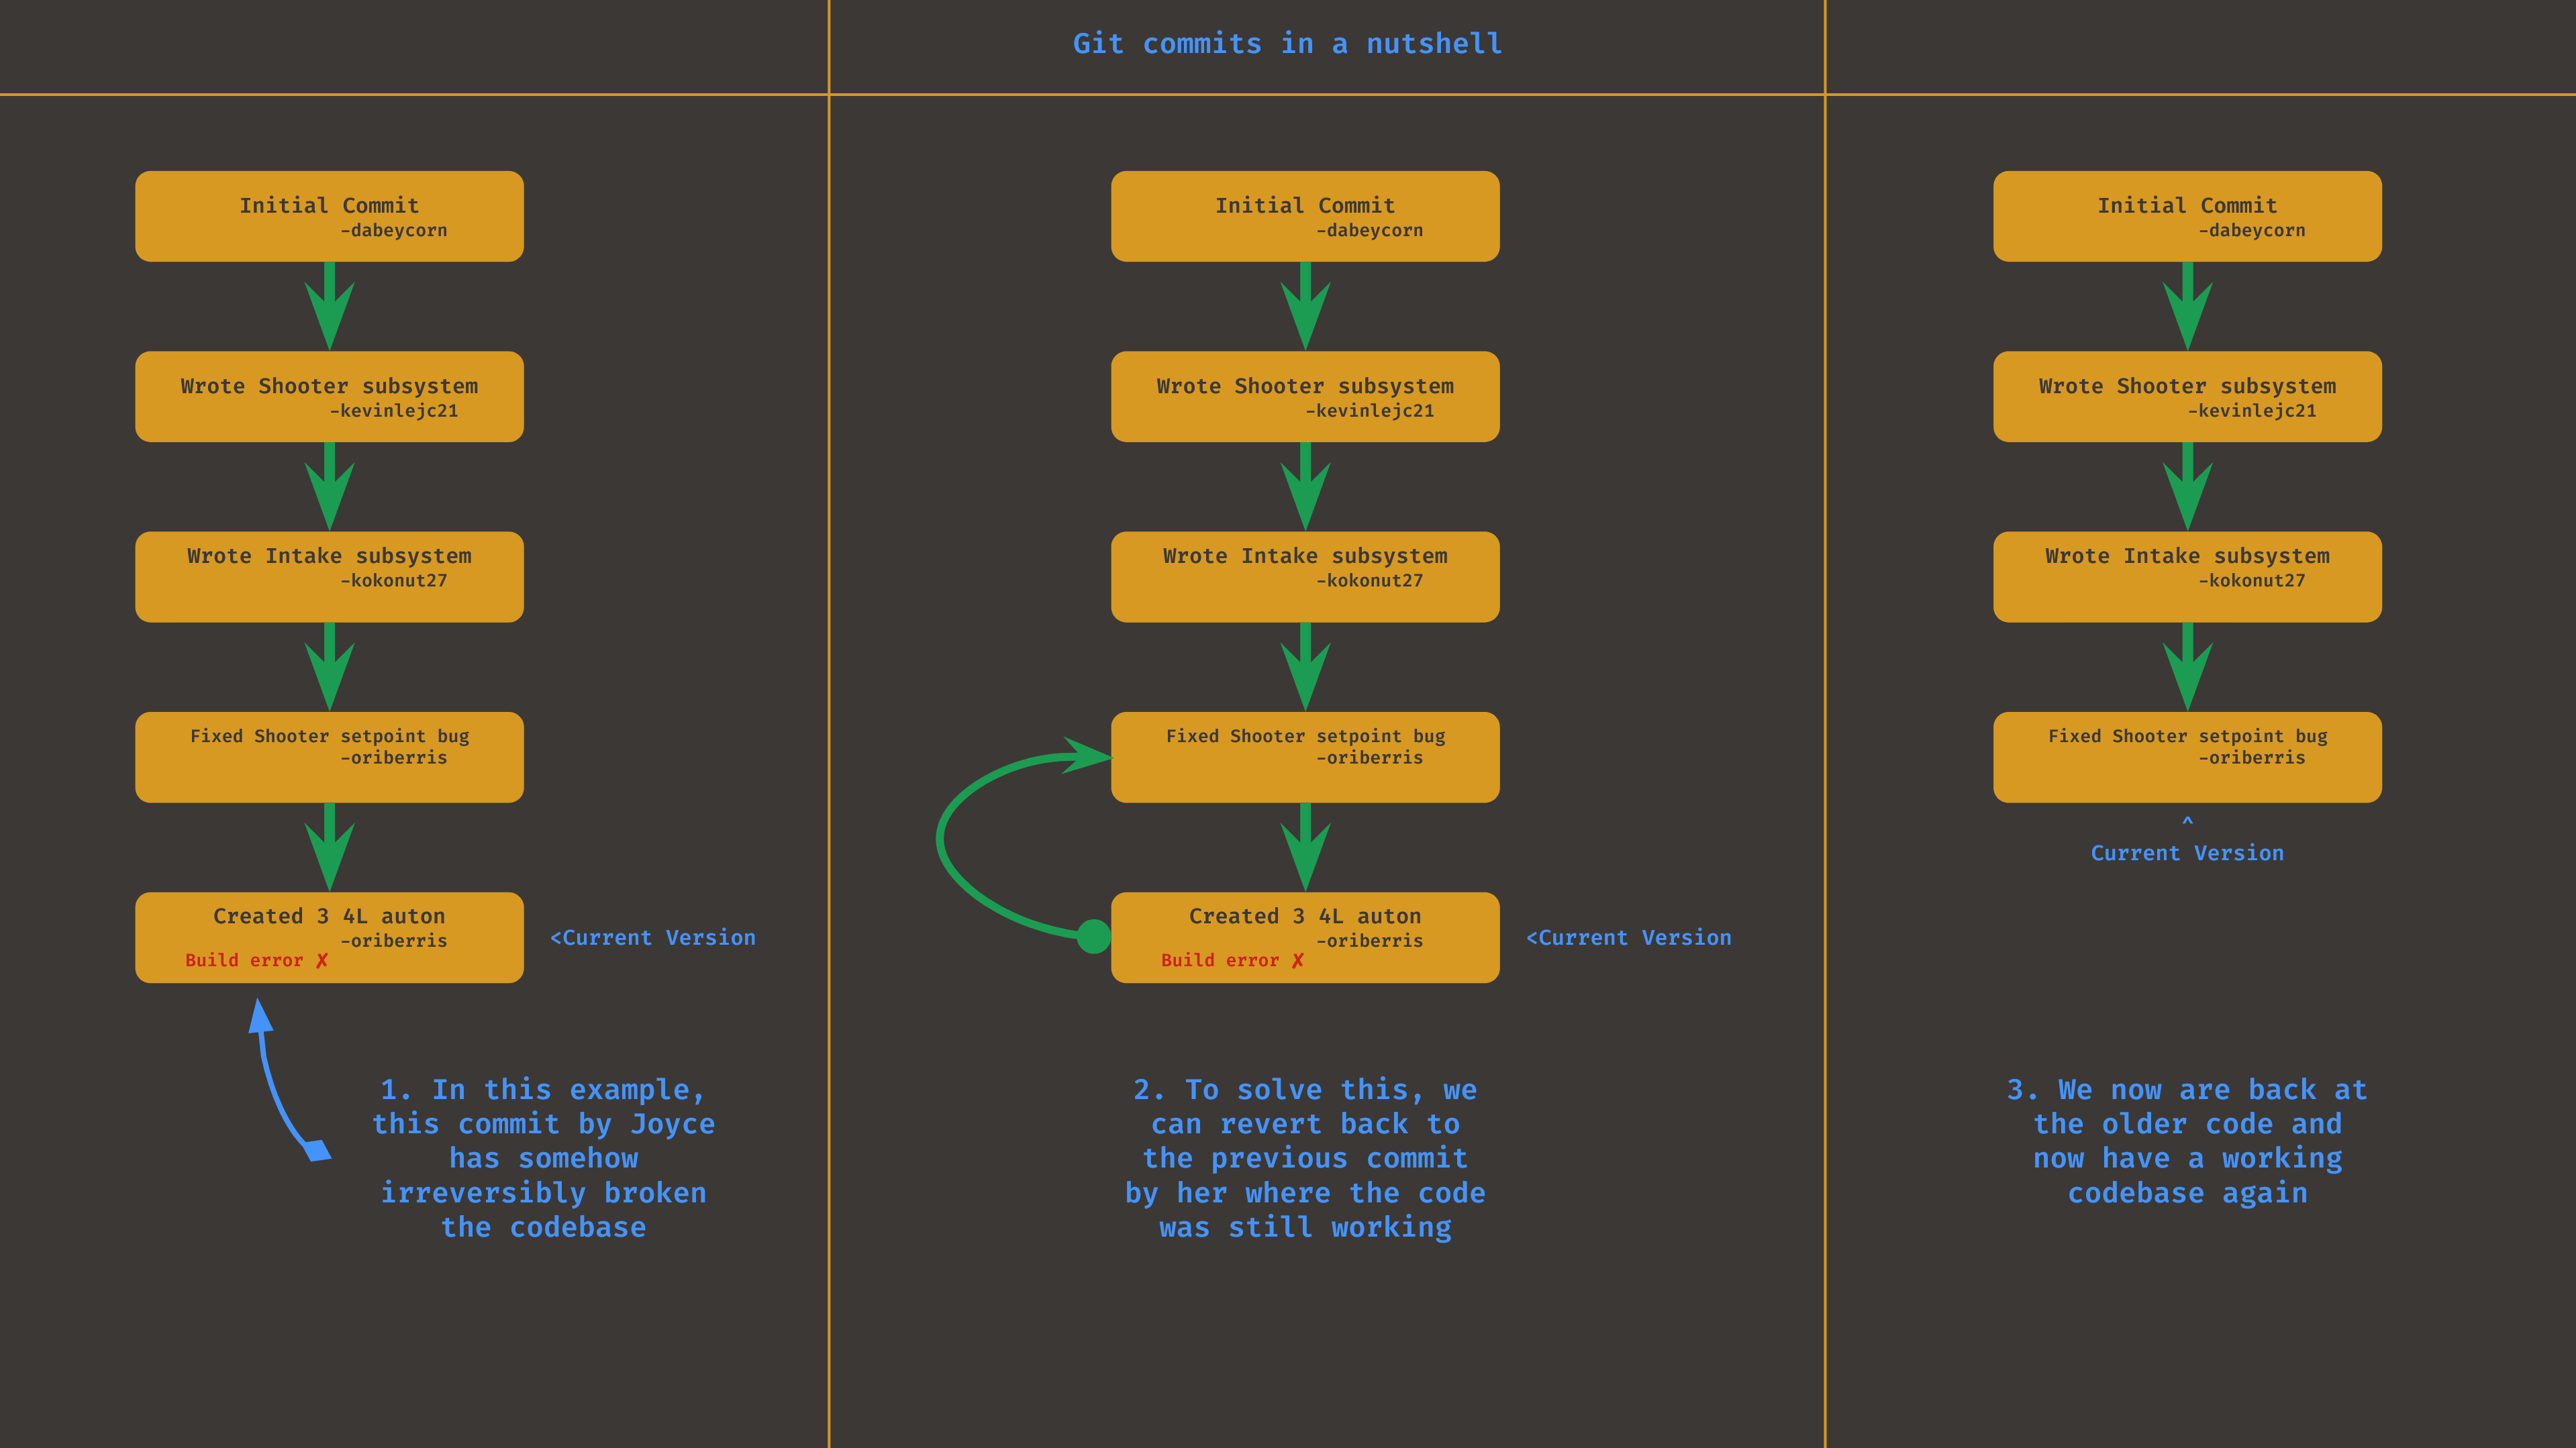 Git commits in a nutshell
Initial Commit
-dabeycorn
Wrote Shooter subsystem
-kevinlejc21
Wrote Intake subsystem
-kokonut27
Fixed Shooter setpoint bug
-oriberris
Created 3 4L auton
-oriberris
Build error ✗
<Current Version
1. In this example,
this commit by Joyce
has somehow
irreversibly broken
the codebase
Initial Commit
-dabeycorn
Wrote Shooter subsystem
-kevinlejc21
Wrote Intake subsystem
-kokonut27
Fixed Shooter setpoint bug
-oriberris
Created 3 4L auton
-oriberris
Build error ✗
<Current Version
2. To solve this, we
can revert back to
the previous commit
by her where the code
was still working
Initial Commit
-dabeycorn
Wrote Shooter subsystem
-kevinlejc21
Wrote Intake subsystem
-kokonut27
Fixed Shooter setpoint bug
-oriberris
^
Current Version
3. We now are back at
the older code and
now have a working
codebase again